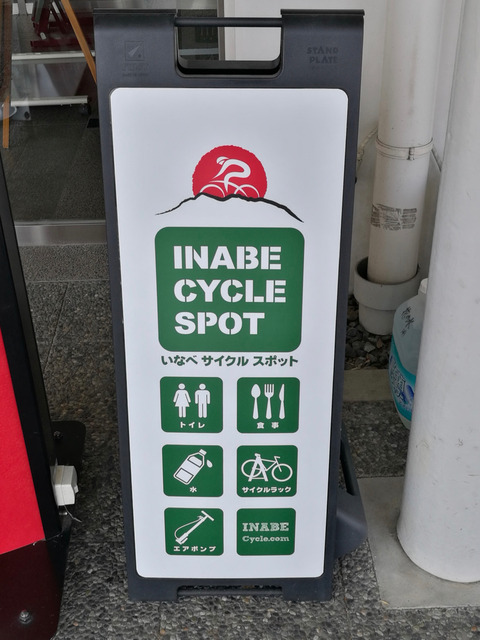 STAND
PLATE
INABE
CYCLE
SPOT
いなべ サイクル スポット
トイレ
食事
水
サイクルラック
エアポンプ
INABE
Cycle.com